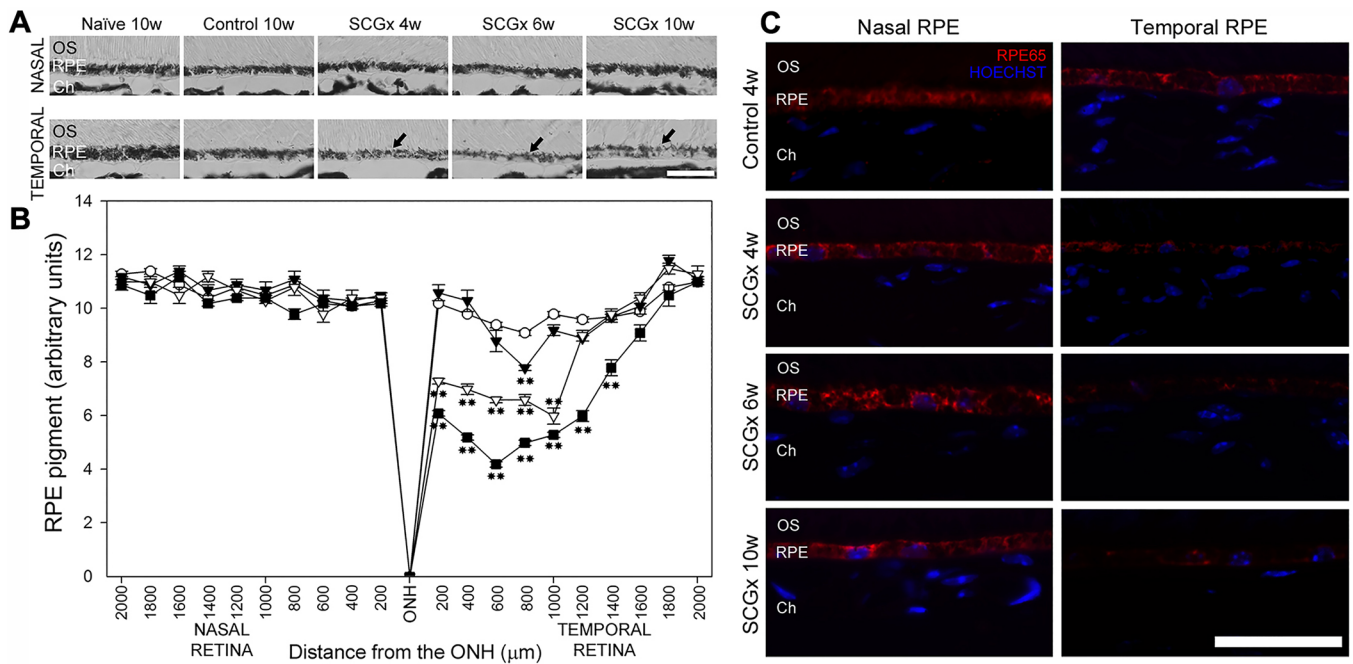 A
Naïve 10w Control 10w SCGx 4w SCGx 6w SCGx 10w
NASAL
OS
RPE
Ch
TEMPORAL
OS
RPE
Ch
B
RPE pigment (arbitrary units)
14
12
10
8
6
4
2
0
** ** ** ** ** ** **
** ** ** ** ** **
2000 1800 1600 1400 1200 1000 800 600 400 200 ONH 200 400 600 800 1000 1200 1400 1600 1800 2000
NASAL
RETINA
Distance from the ONH (μm)
TEMPORAL
RETINA
C
Nasal RPE Temporal RPE
Control 4w
RPE65
HOECHST
OS
RPE
Ch
SCGx 4w
OS
RPE
Ch
SCGx 6w
OS
RPE
Ch
SCGx 10w
OS
RPE
Ch